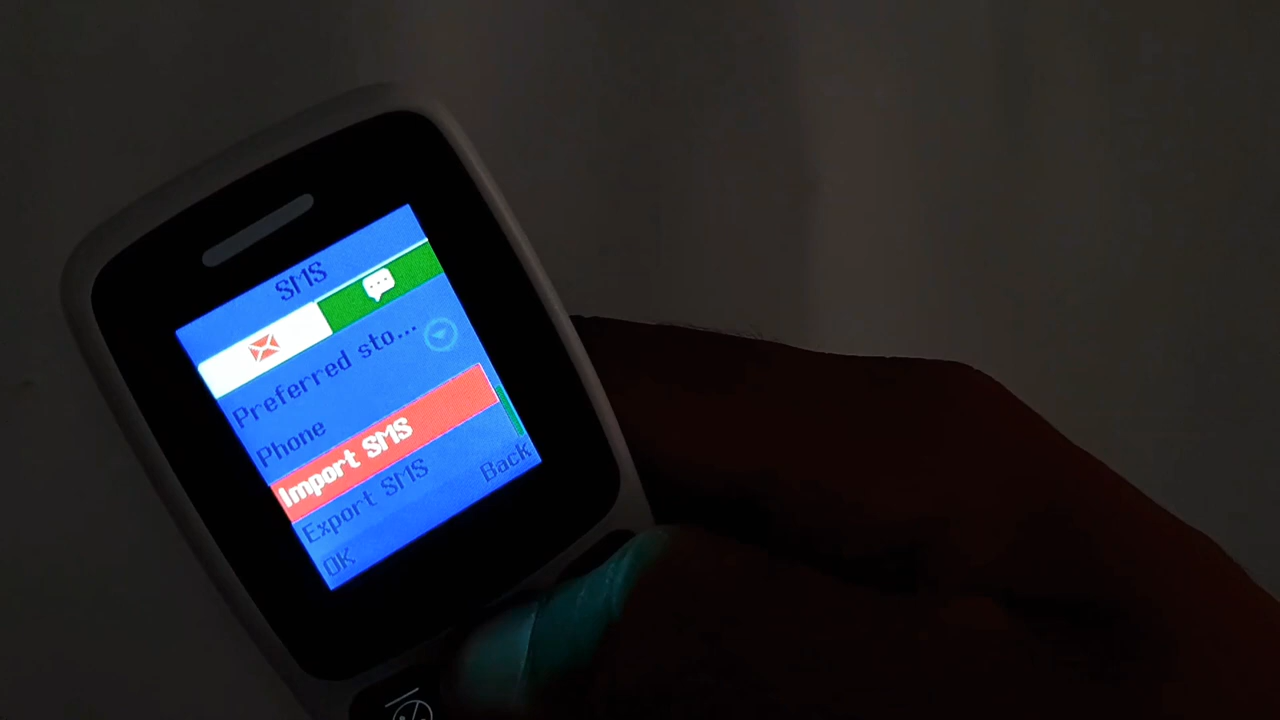 SMS
Preferred sto...
Phone
Import SMS
Export SMS
OK Back